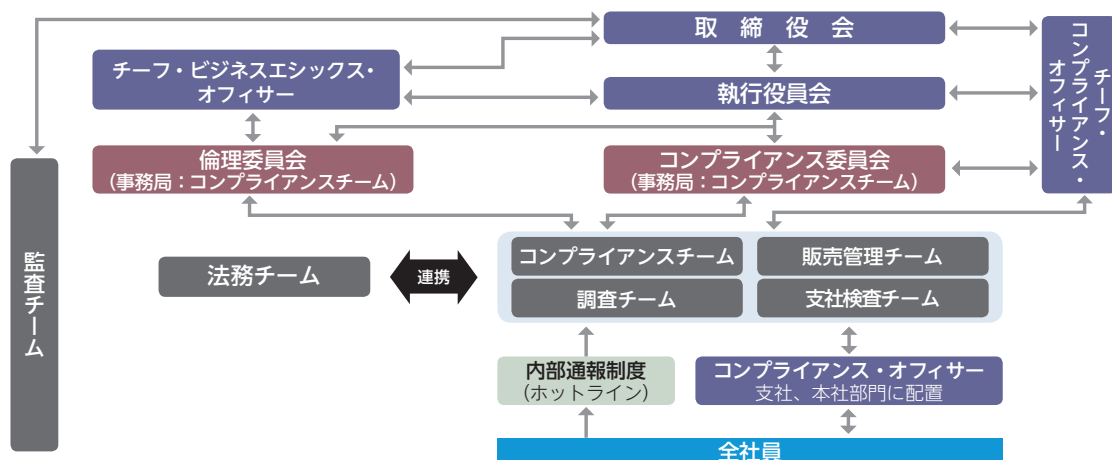 取締役会
チーフ・ビジネスエシックス・
オフィサー
執行役員会
チーフ・
コンプライアンス・
オフィサー
倫理委員会
(事務局：コンプライアンスチーム)
コンプライアンス委員会
(事務局：コンプライアンスチーム)
監査チーム
法務チーム
連携
コンプライアンスチーム
販売管理チーム
調査チーム
支社検査チーム
内部通報制度
(ホットライン)
コンプライアンス・オフィサー
支社、本社部門に配置
全社員